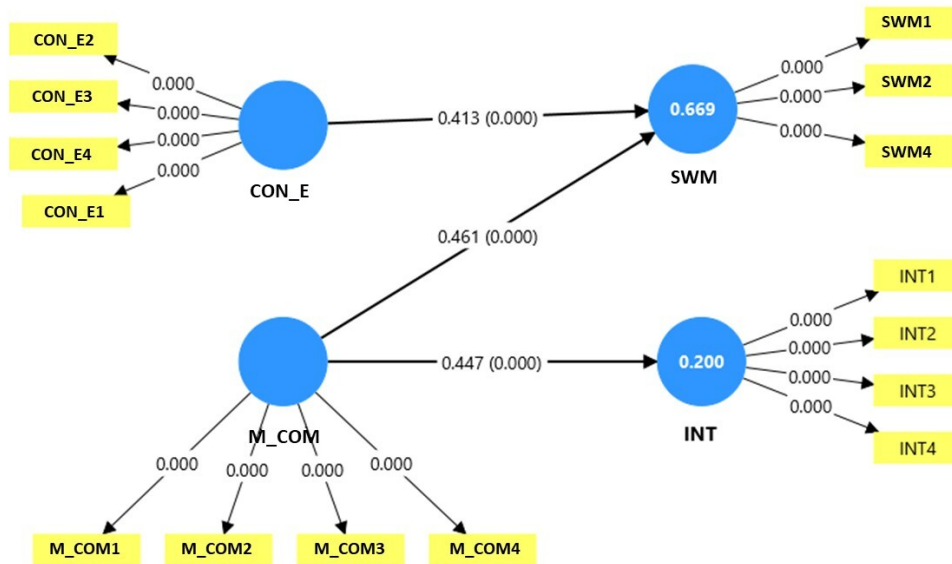 CON_E2
CON_E3
CON_E4
CON_E1
0.000
0.000
0.000
0.000
CON_E
0.413 (0.000)
0.669
SWM
0.000
0.000
0.000
SWM1
SWM2
SWM4
0.461 (0.000)
M_COM
0.447 (0.000)
0.200
INT
0.000
0.000
0.000
0.000
INT1
INT2
INT3
INT4
0.000
0.000
0.000
0.000
M_COM1
M_COM2
M_COM3
M_COM4